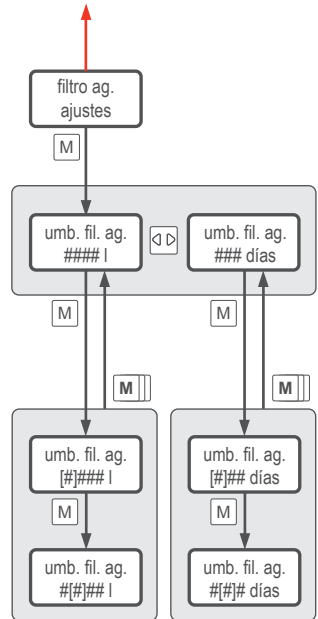 filtro ag.
ajustes
M
umb. fil. ag.
#### l
umb. fil. ag.
### días
M
M
M
M
umb. fil. ag.
[#]### l
umb. fil. ag.
[#]## días
M
M
umb. fil. ag.
#[#]## l
umb. fil. ag.
#[#]# días